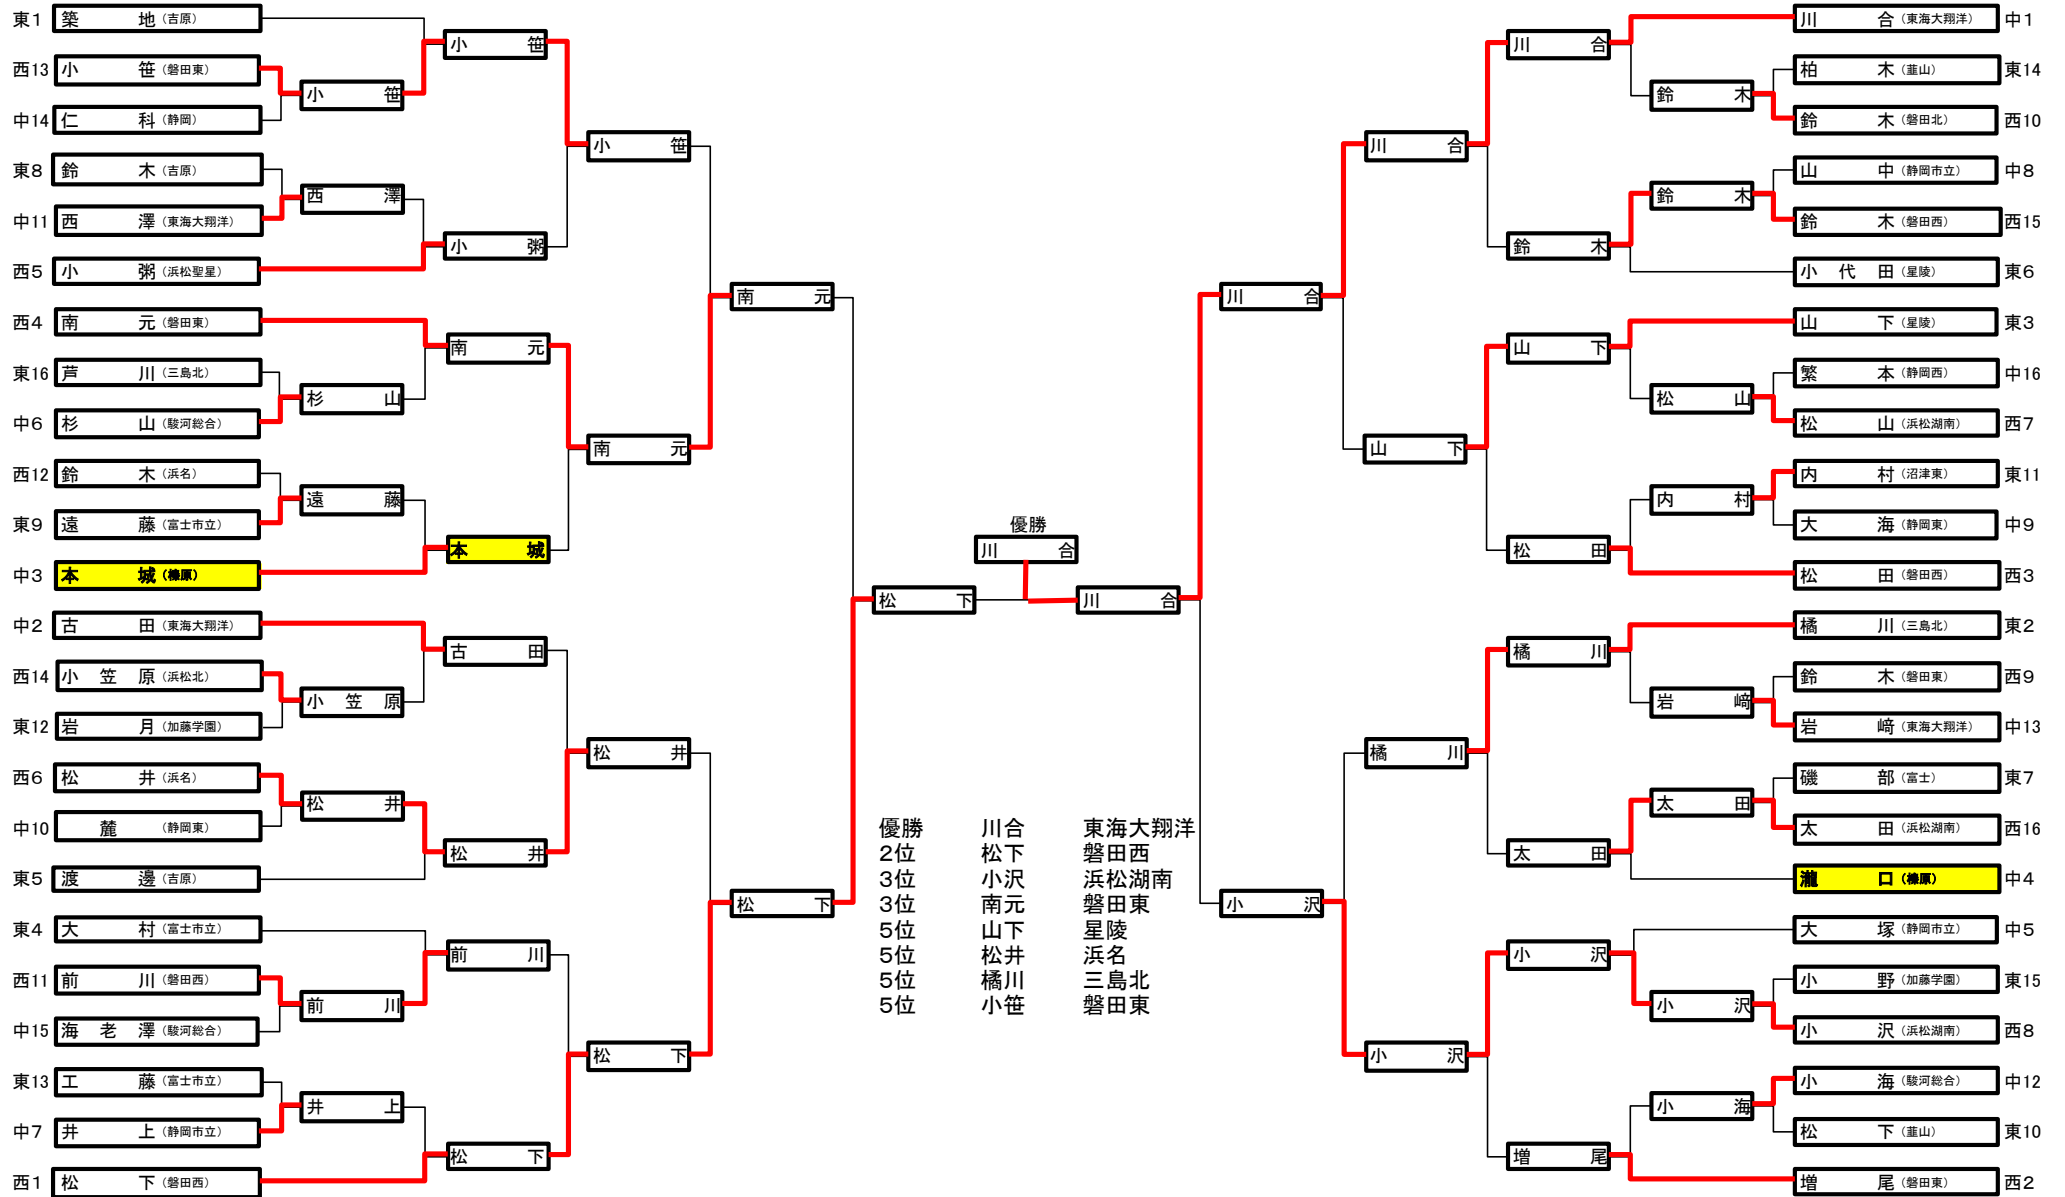 東1 築地(吉原)
西13 小笹(磐田東)
中14 仁科(静岡)
東8 鈴木(吉原)
中11 西澤(東海大翔洋)
西5 小粥(浜松聖星)
西4 南元(磐田東)
東16 芦川(三島北)
中6 杉山(駿河総合)
西12 鈴木(浜名)
東9 遠藤(富士市立)
中3 本城(榛原)
中2 古田(東海大翔洋)
西14 小笠原(浜松北)
東12 岩月(加藤学園)
西6 松井(浜名)
中10 麓(静岡東)
東5 渡邊(吉原)
東4 大村(富士市立)
西11 前川(磐田西)
中15 海老澤(駿河総合)
東13 工藤(富士市立)
中7 井上(静岡市立)
西1 松下(磐田西)
小笹
西澤
杉山
遠藤
小笠原
松井
前川
井上
小笹
小粥
南元
本城
古田
松井
前川
松下
小笹
南元
松井
松下
南元
松下
松下
優勝
川合
川合
川合
小沢
川合
山下
橘川
小沢
川合
鈴木
山下
松田
橘川
太田
小沢
増尾
鈴木
鈴木
松山
内村
岩﨑
太田
小沢
小海
川合(東海大翔洋) 中1
柏木(韮山) 東14
鈴木(磐田北) 西10
山中(静岡市立) 中8
鈴木(磐田西) 西15
小代田(星陵) 東6
山下(星陵) 東3
繁本(静岡西) 中16
松山(浜松湖南) 西7
内村(沼津東) 東11
大海(静岡東) 中9
松田(磐田西) 西3
橘川(三島北) 東2
鈴木(磐田東) 西9
岩﨑(東海大翔洋) 中13
磯部(富士) 東7
太田(浜松湖南) 西16
瀧口(榛原) 中4
大塚(静岡市立) 中5
小野(加藤学園) 東15
小沢(浜松湖南) 西8
小海(駿河総合) 中12
松下(韮山) 東10
増尾(磐田東) 西2
優勝 川合 東海大翔洋
2位 松下 磐田西
3位 小沢 浜松湖南
3位 南元 磐田東
5位 山下 星陵
5位 松井 浜名
5位 橘川 三島北
5位 小笹 磐田東